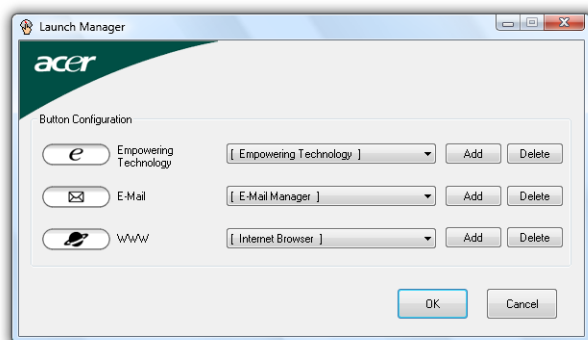 Launch Manager
acer
Button Configuration
e
Empowering
Technology
[ Empowering Technology ]
Add
Delete
E-Mail
[ E-Mail Manager ]
Add
Delete
WWW
[ Internet Browser ]
Add
Delete
OK
Cancel